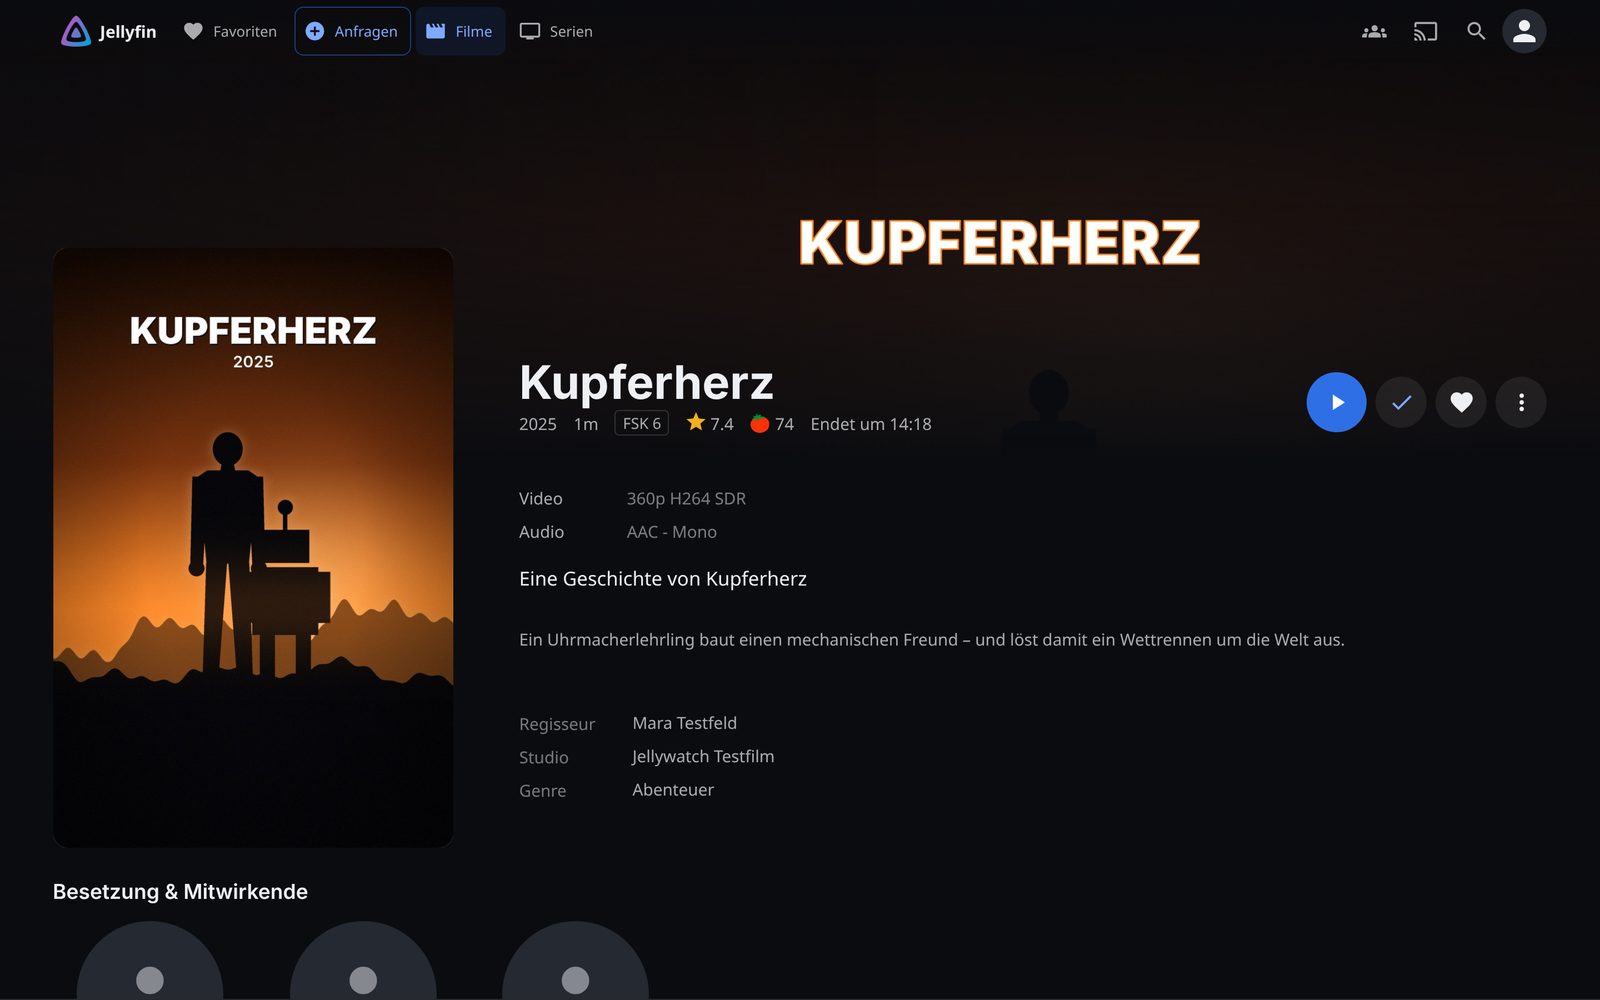 Jellyfin
Favoriten
Anfragen
Filme
Serien
KUPFERHERZ
KUPFERHERZ
2025
Kupferherz
2025 1m FSK 6 7.4 74 Endet um 14:18
Video 360p H264 SDR
Audio AAC - Mono
Eine Geschichte von Kupferherz
Ein Uhrmacherlehrling baut einen mechanischen Freund – und löst damit ein Wettrennen um die Welt aus.
Regisseur Mara Testfeld
Studio Jellywatch Testfilm
Genre Abenteuer
Besetzung & Mitwirkende